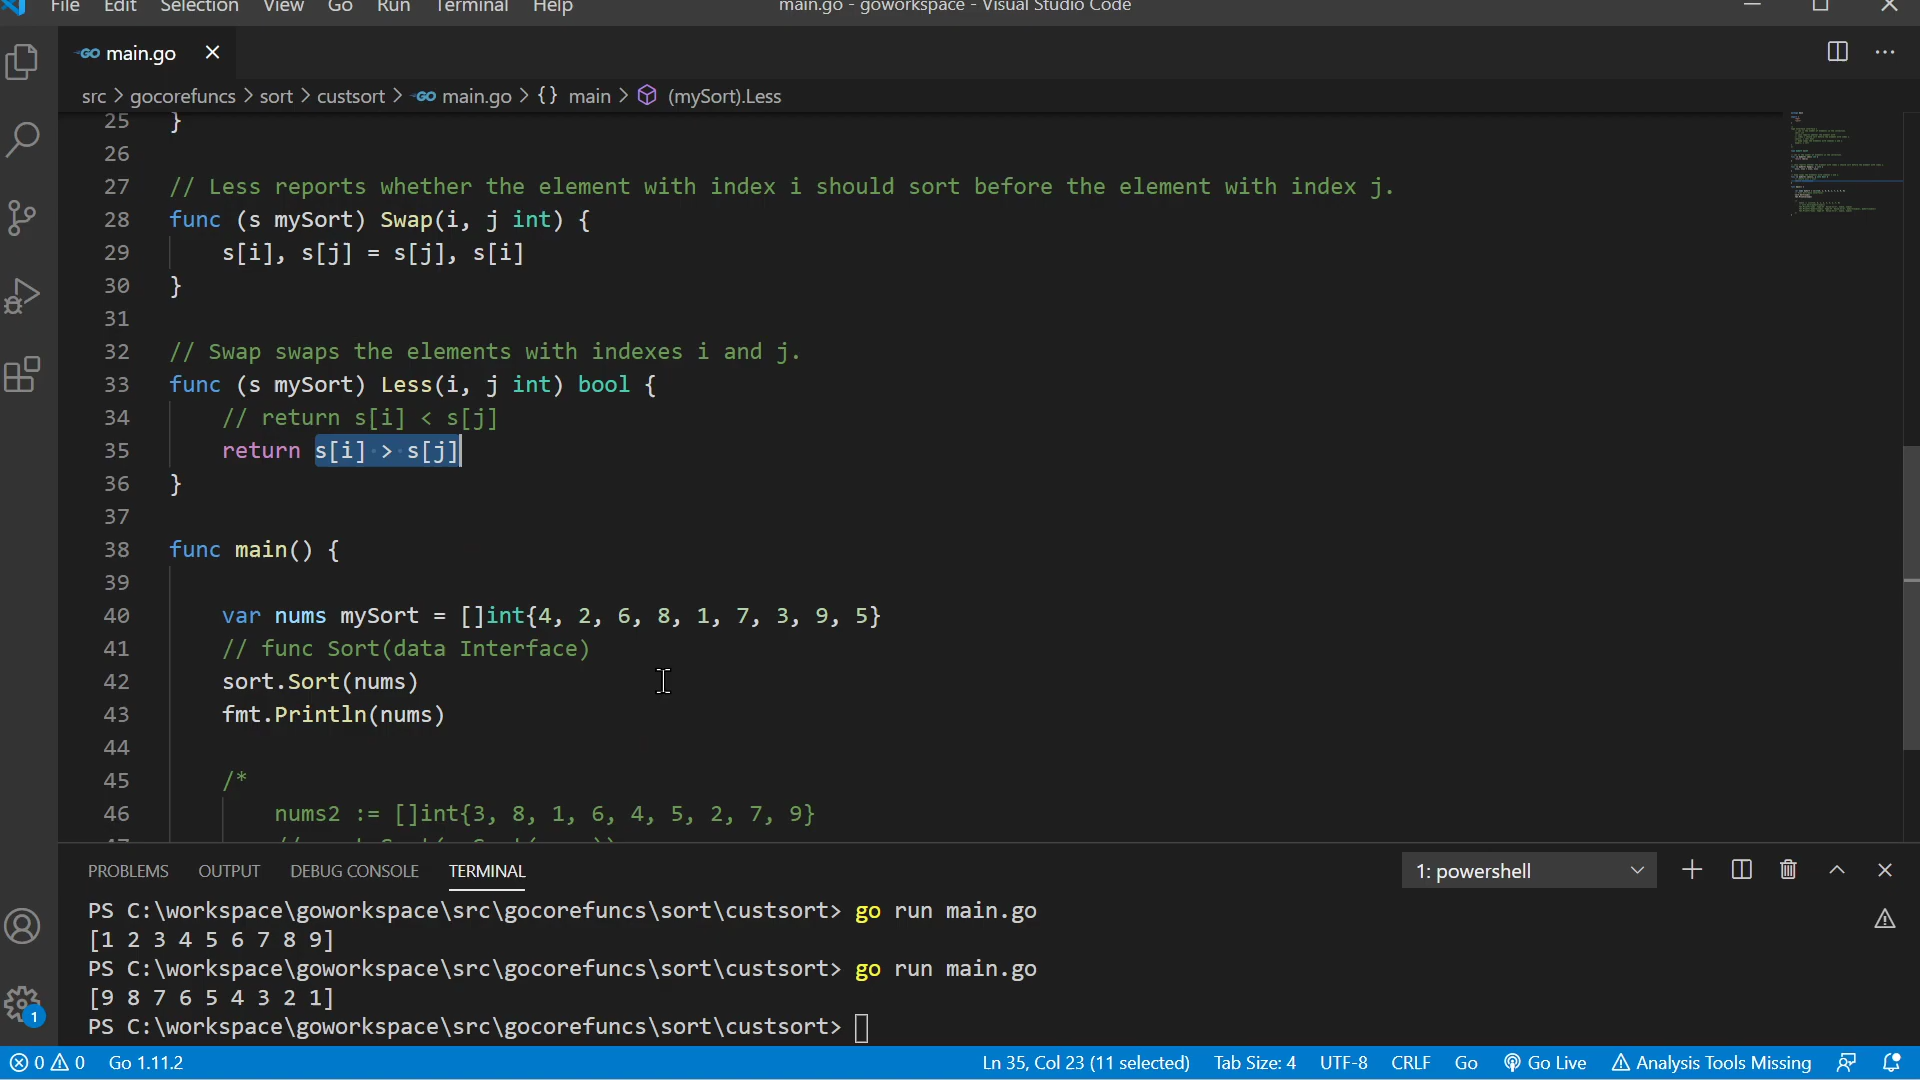 File Edit Selection View Go Run Terminal Help main.go - goworkspace - Visual Studio Code
GO main.go
src > gocorefuncs > sort > custsort > GO main.go > {} main > (mySort).Less
25 }
26
27 // Less reports whether the element with index i should sort before the element with index j.
28 func (s mySort) Swap(i, j int) {
29 s[i], s[j] = s[j], s[i]
30 }
31
32 // Swap swaps the elements with indexes i and j.
33 func (s mySort) Less(i, j int) bool {
34 // return s[i] < s[j]
35 return s[i] > s[j]
36 }
37
38 func main() {
39
40 var nums mySort = []int{4, 2, 6, 8, 1, 7, 3, 9, 5}
41 // func Sort(data Interface)
42 sort.Sort(nums)
43 fmt.Println(nums)
44
45 /*
46 nums2 := []int{3, 8, 1, 6, 4, 5, 2, 7, 9}
PROBLEMS OUTPUT DEBUG CONSOLE TERMINAL 1: powershell
PS C:\workspace\goworkspace\src\gocorefuncs\sort\custsort> go run main.go
[1 2 3 4 5 6 7 8 9]
PS C:\workspace\goworkspace\src\gocorefuncs\sort\custsort> go run main.go
[9 8 7 6 5 4 3 2 1]
PS C:\workspace\goworkspace\src\gocorefuncs\sort\custsort>
1
0 0 Go 1.11.2 Ln 35, Col 23 (11 selected) Tab Size: 4 UTF-8 CRLF Go Go Live Analysis Tools Missing